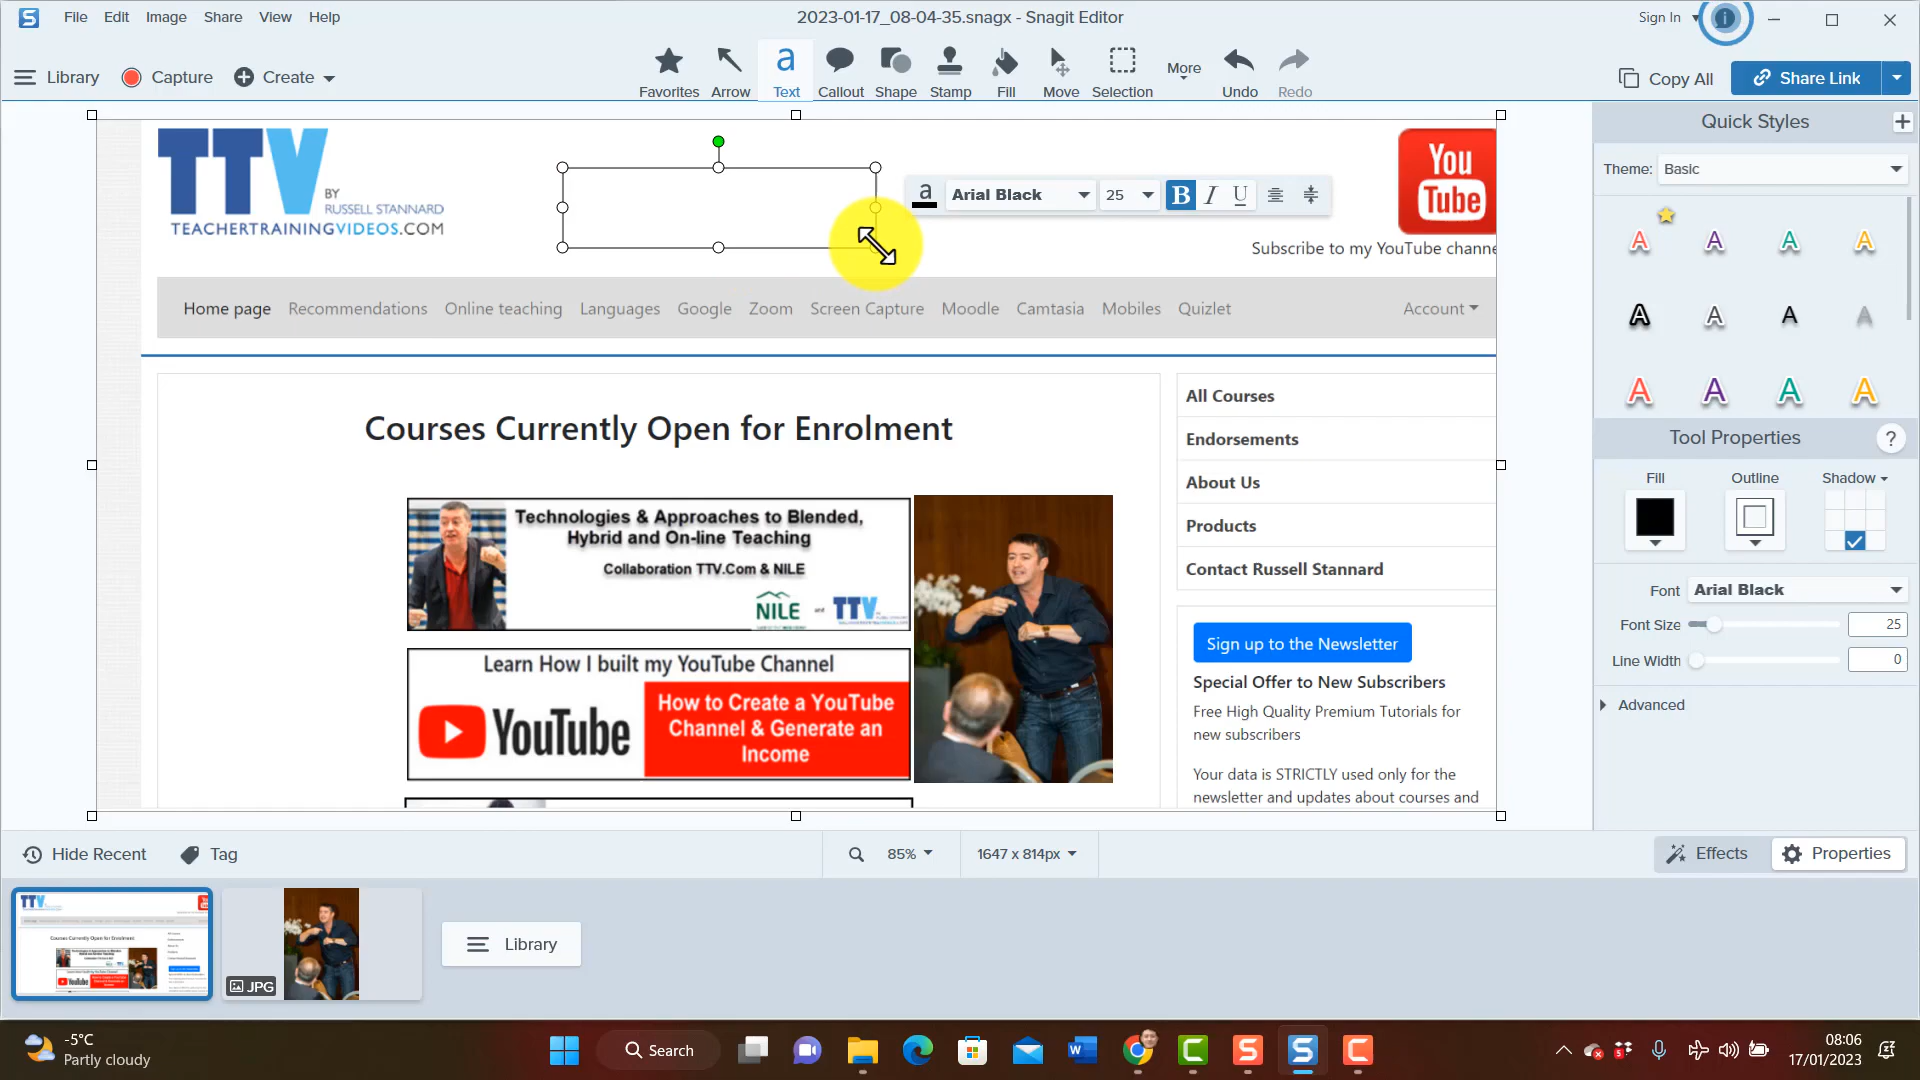 File Edit Image Share View Help
2023-01-17_08-04-35.snagx - Snagit Editor
Sign In
Library Capture Create
Favorites Arrow Text Callout Shape Stamp Fill Move Selection More Undo Redo
Copy All Share Link
Quick Styles
Theme: Basic
TTV
BY
RUSSELL STANNARD
TEACHERTRAININGVIDEOS.COM
a Arial Black 25 B I U
You
Tube
Subscribe to my YouTube channe
Home page Recommendations Online teaching Languages Google Zoom Screen Capture Moodle Camtasia Mobiles Quizlet Account
Courses Currently Open for Enrolment
Technologies & Approaches to Blended,
Hybrid and On-line Teaching
Collaboration TTV.Com & NILE
NILE and TTV
Learn How I built my YouTube Channel
YouTube
How to Create a YouTube
Channel & Generate an
Income
All Courses
Endorsements
About Us
Products
Contact Russell Stannard
Sign up to the Newsletter
Special Offer to New Subscribers
Free High Quality Premium Tutorials for
new subscribers
Your data is STRICTLY used only for the
newsletter and updates about courses and
Tool Properties ?
Fill Outline Shadow
Font Arial Black
Font Size 25
Line Width 0
Advanced
Hide Recent Tag
85% 1647 x 814px
Effects Properties
JPG
Library
-5°C
Partly cloudy
Search
08:06
17/01/2023